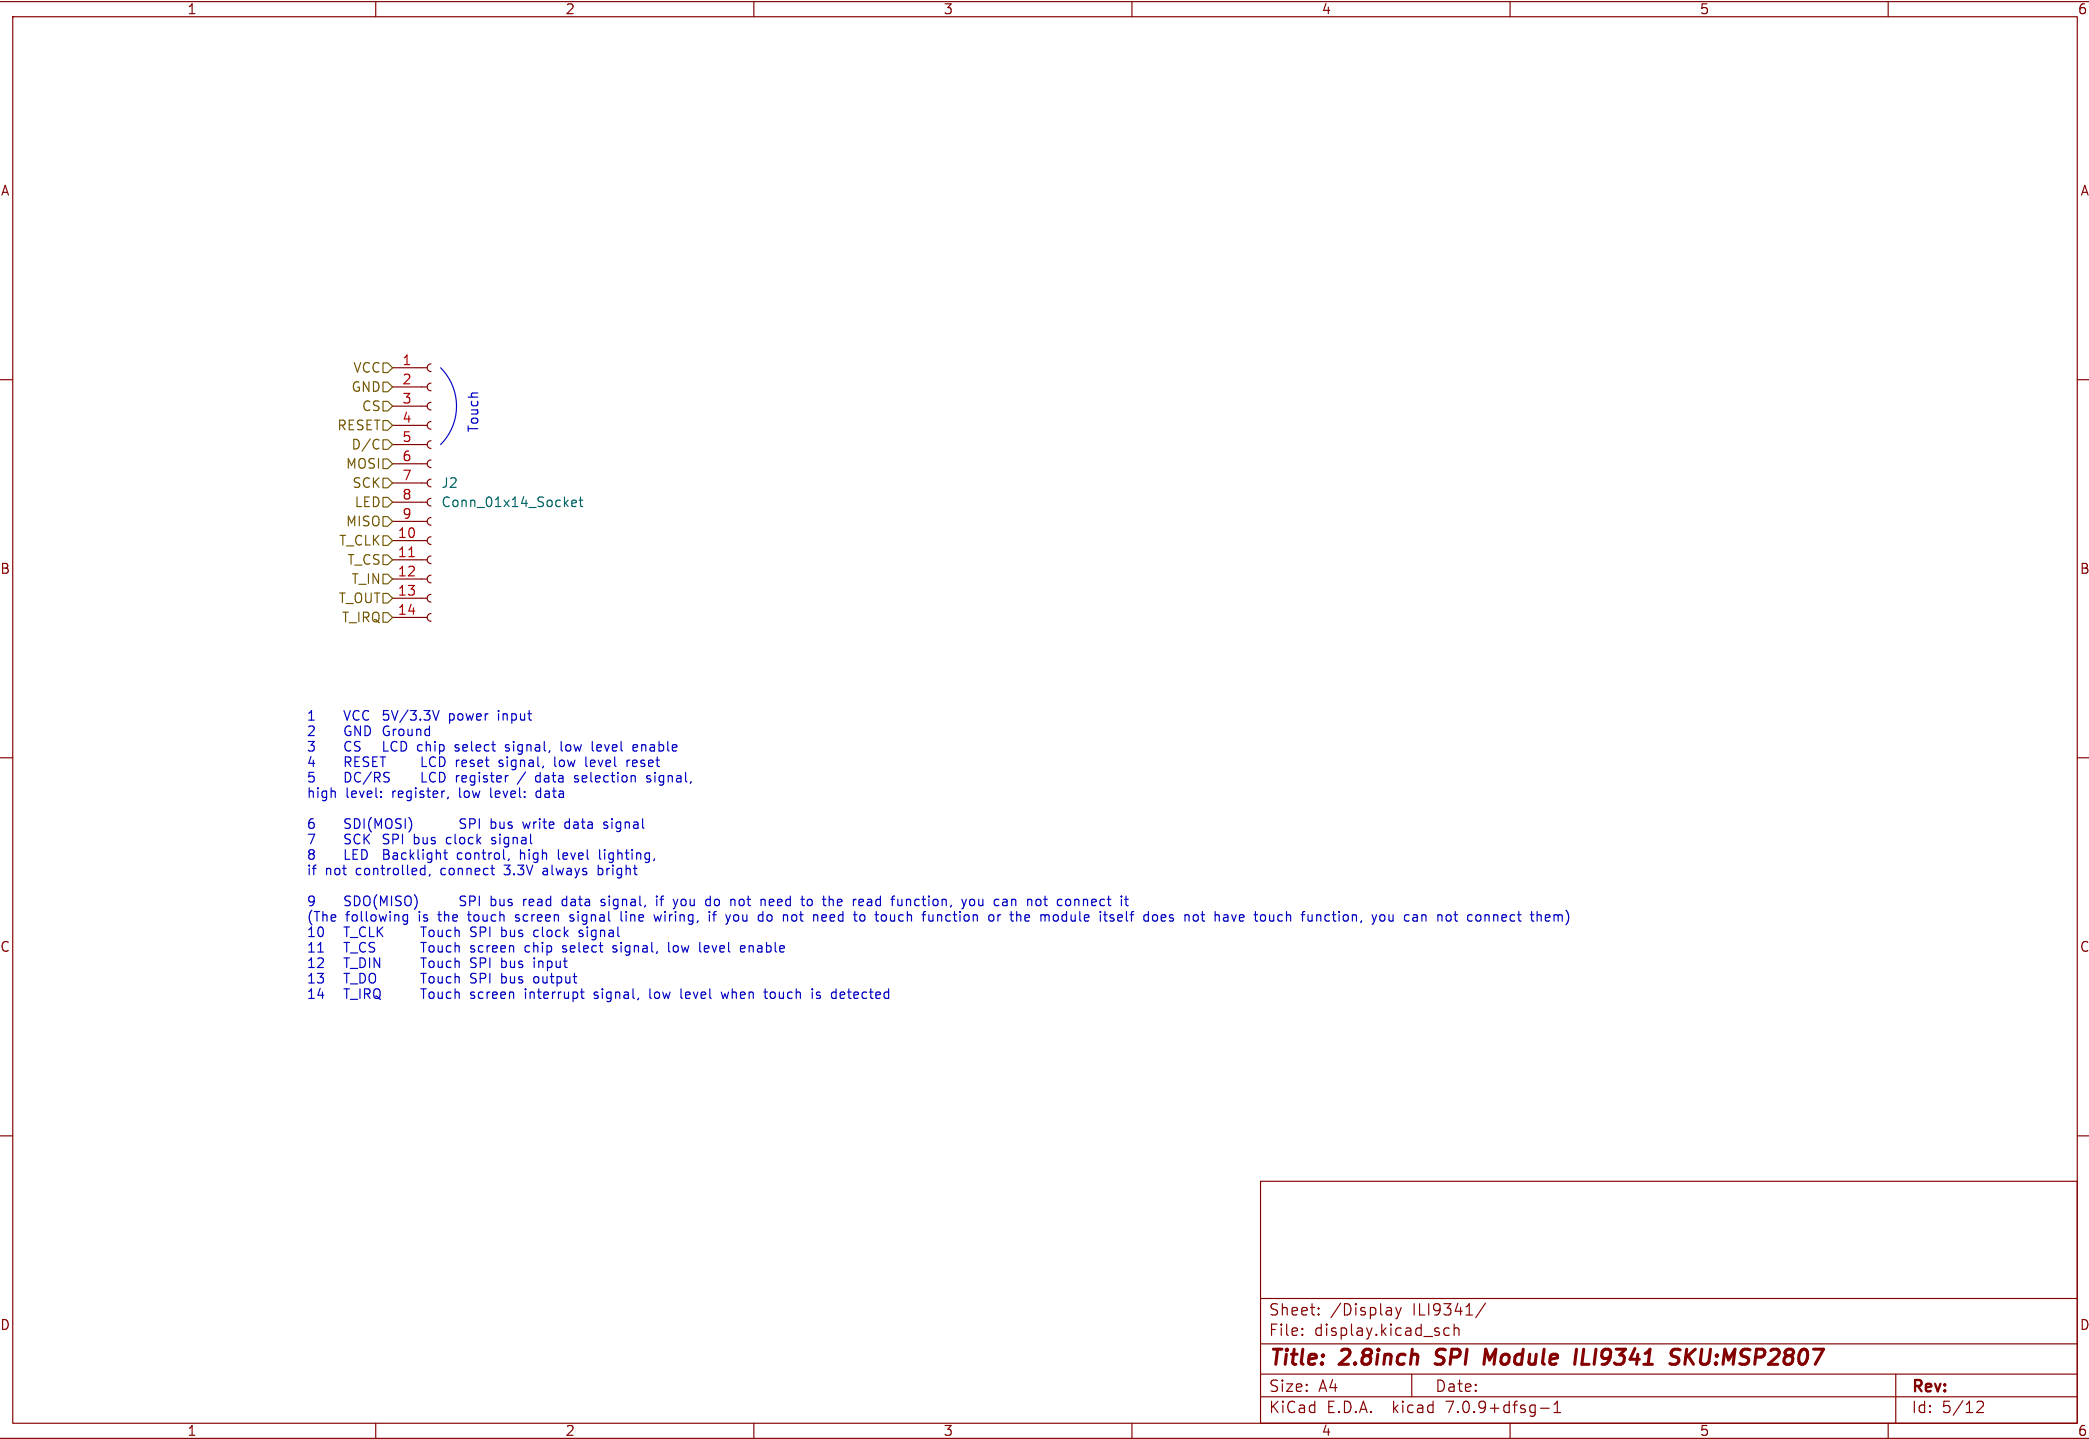 1 2 3 4 5 6
A A
VCC 1
GND 2
CS 3
RESET 4
D/C 5
MOSI 6
SCK 7
LED 8
MISO 9
T_CLK 10
T_CS 11
T_IN 12
T_OUT 13
T_IRQ 14
Touch
J2
Conn_01x14_Socket
B B
1 VCC 5V/3.3V power input
2 GND Ground
3 CS LCD chip select signal, low level enable
4 RESET LCD reset signal, low level reset
5 DC/RS LCD register / data selection signal,
high level: register, low level: data
6 SDI(MOSI) SPI bus write data signal
7 SCK SPI bus clock signal
8 LED Backlight control, high level lighting,
if not controlled, connect 3.3V always bright
9 SDO(MISO) SPI bus read data signal, if you do not need to the read function, you can not connect it
(The following is the touch screen signal line wiring, if you do not need to touch function or the module itself does not have touch function, you can not connect them)
10 T_CLK Touch SPI bus clock signal
11 T_CS Touch screen chip select signal, low level enable
12 T_DIN Touch SPI bus input
13 T_DO Touch SPI bus output
14 T_IRQ Touch screen interrupt signal, low level when touch is detected
C C
Sheet: /Display ILI9341/
File: display.kicad_sch
Title: 2.8inch SPI Module ILI9341 SKU:MSP2807
Size: A4 Date: Rev:
KiCad E.D.A. kicad 7.0.9+dfsg-1 Id: 5/12
D D
1 2 3 4 5 6